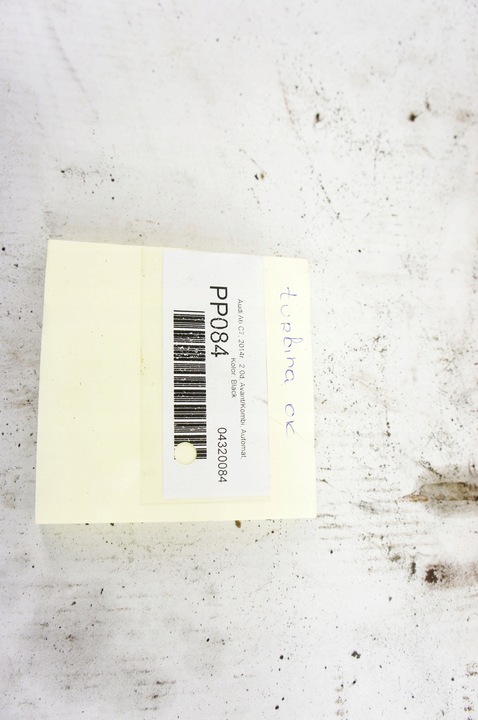 turbina ok
Audi A6 C7, 2014r, 2.0d, Avant/Kombi, Automat,
Kolor: Black
PP084
04320084